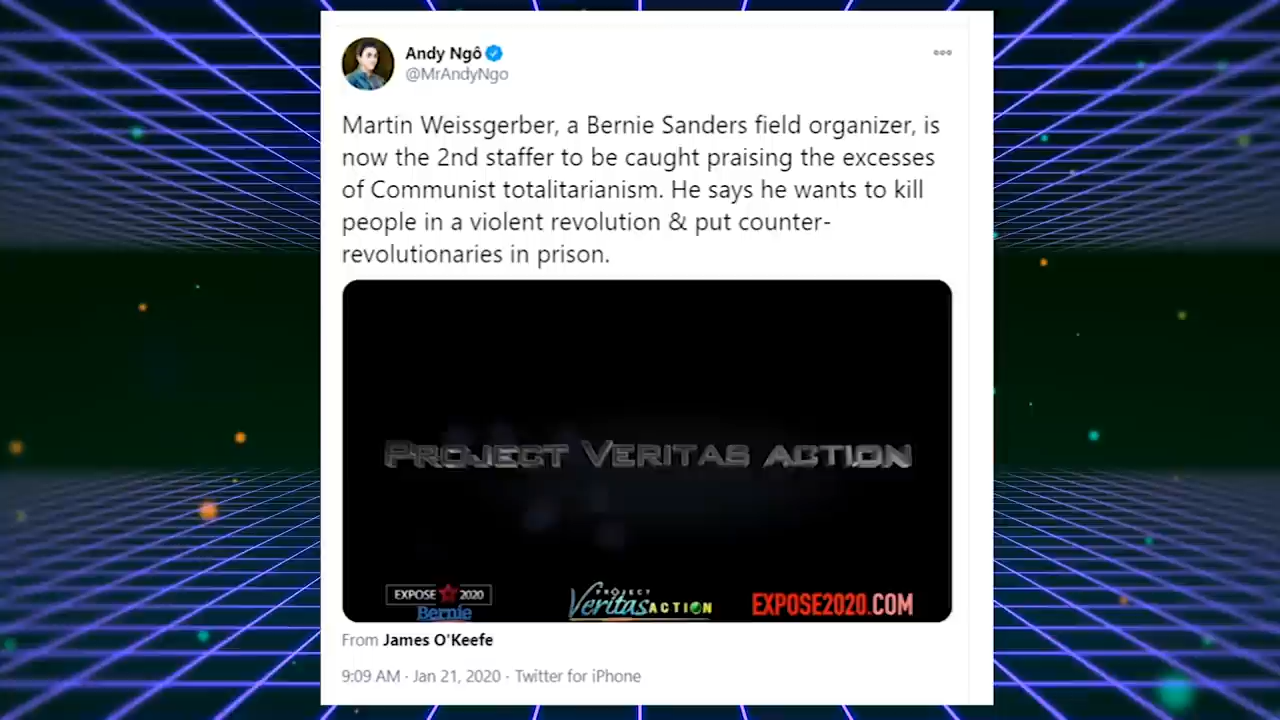 Andy Ngô
@MrAndyNgo
Martin Weissgerber, a Bernie Sanders field organizer, is
now the 2nd staffer to be caught praising the excesses
of Communist totalitarianism. He says he wants to kill
people in a violent revolution & put counter-
revolutionaries in prison.
PROJECT VERITAS ACTION
EXPOSE 2020
Bernie
PROJECT
Veritas ACTION
EXPOSE2020.COM
From James O'Keefe
9:09 AM · Jan 21, 2020 · Twitter for iPhone